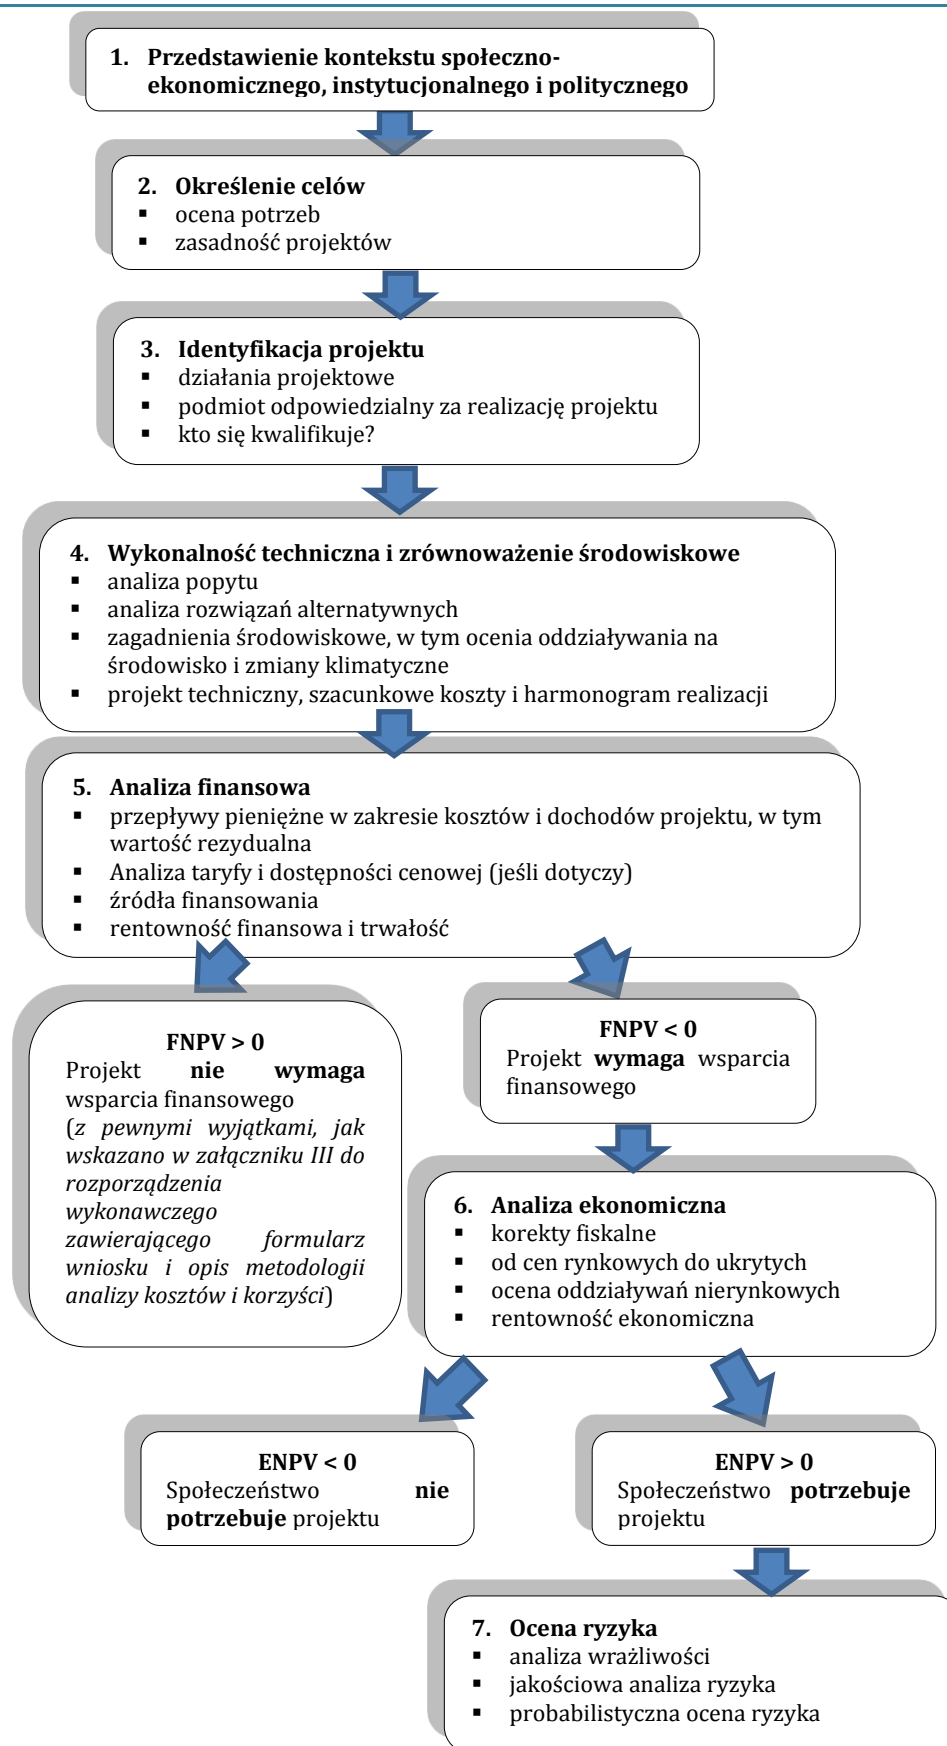 1. Przedstawienie kontekstu społeczno-
ekonomicznego, instytucjonalnego i politycznego
2. Określenie celów
▪ ocena potrzeb
▪ zasadność projektów
3. Identyfikacja projektu
▪ działania projektowe
▪ podmiot odpowiedzialny za realizację projektu
▪ kto się kwalifikuje?
4. Wykonalność techniczna i zrównoważenie środowiskowe
▪ analiza popytu
▪ analiza rozwiązań alternatywnych
▪ zagadnienia środowiskowe, w tym ocenia oddziaływania na
środowisko i zmiany klimatyczne
▪ projekt techniczny, szacunkowe koszty i harmonogram realizacji
5. Analiza finansowa
▪ przepływy pieniężne w zakresie kosztów i dochodów projektu, w tym
wartość rezydualna
▪ Analiza taryfy i dostępności cenowej (jeśli dotyczy)
▪ źródła finansowania
▪ rentowność finansowa i trwałość
FNPV > 0
Projekt nie wymaga
wsparcia finansowego
(z pewnymi wyjątkami, jak
wskazano w załączniku III do
rozporządzenia
wykonawczego
zawierającego formularz
wniosku i opis metodologii
analizy kosztów i korzyści)
FNPV < 0
Projekt wymaga wsparcia
finansowego
6. Analiza ekonomiczna
▪ korekty fiskalne
▪ od cen rynkowych do ukrytych
▪ ocena oddziaływań nierynkowych
▪ rentowność ekonomiczna
ENPV < 0
Społeczeństwo nie
potrzebuje projektu
ENPV > 0
Społeczeństwo potrzebuje
projektu
7. Ocena ryzyka
▪ analiza wrażliwości
▪ jakościowa analiza ryzyka
▪ probabilistyczna ocena ryzyka